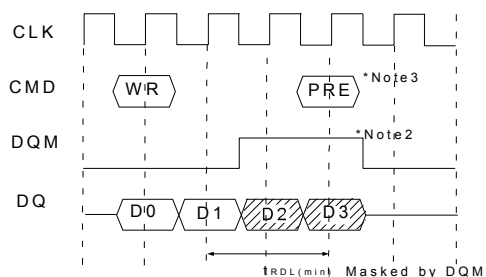 CLK
CMD WR PRE *Note3
DQM *Note2
DQ D0 D1 D2 D3
tRDL(min) Masked by DQM